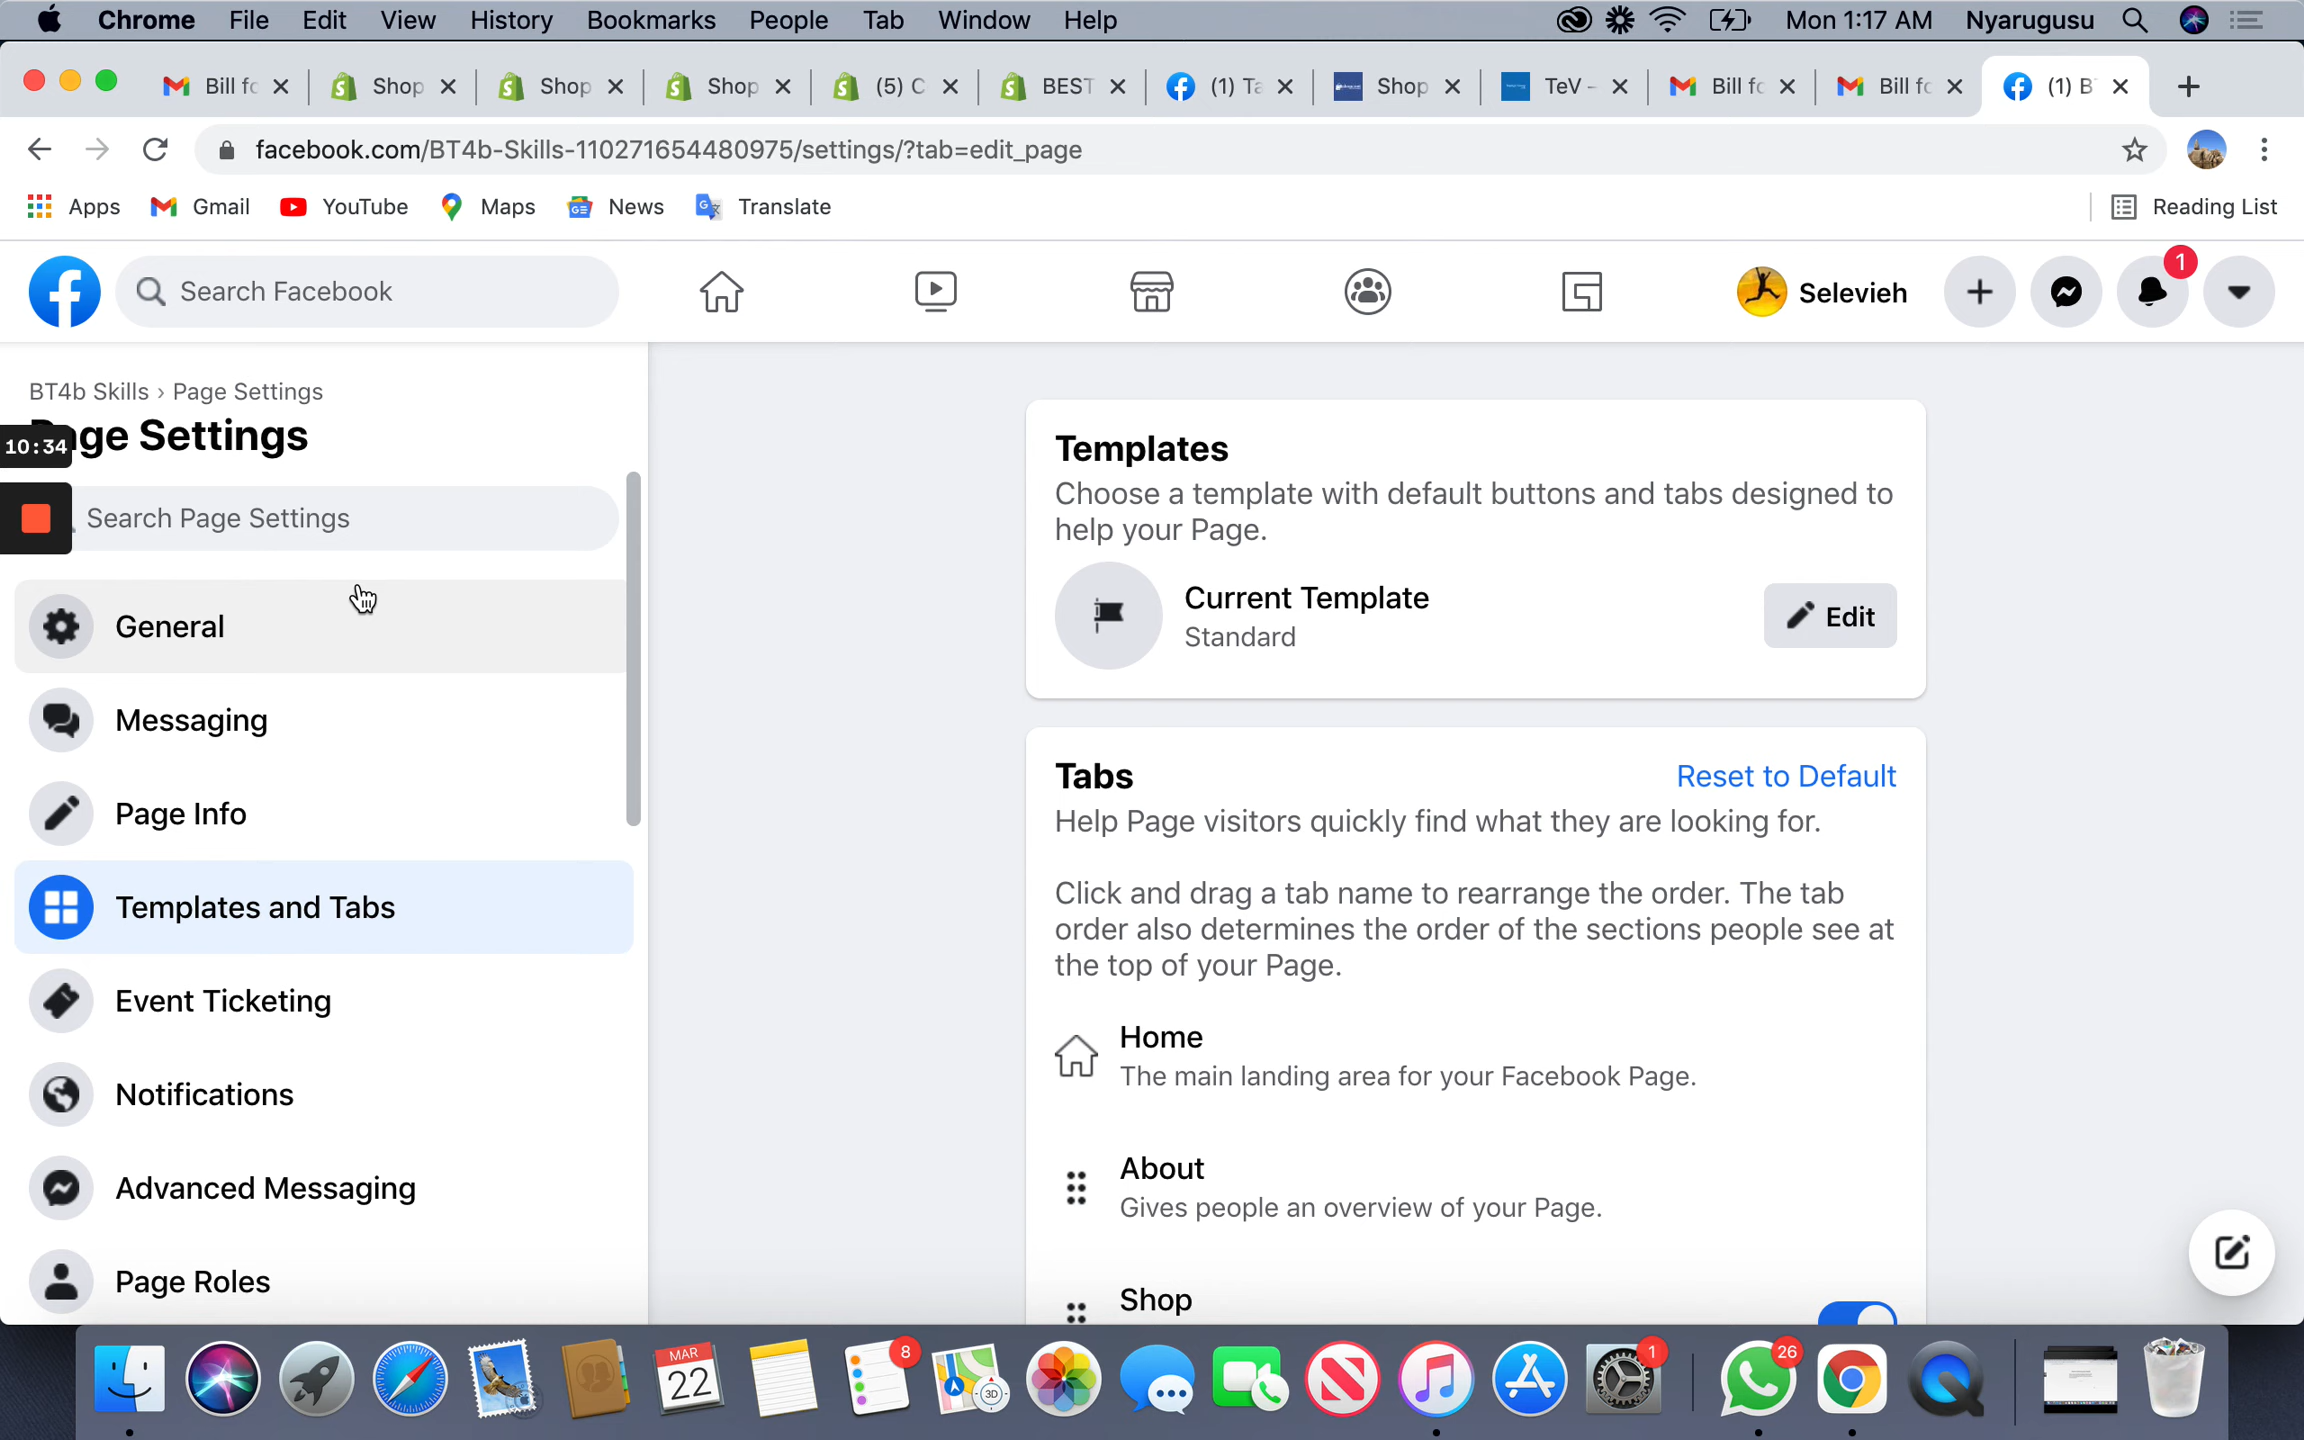 Chrome File Edit View History Bookmarks People Tab Window Help Mon 1:17 AM Nyarugusu
Bill fo Shop Shop Shop (5) C BEST (1) Ta Shop TeV - Bill fo Bill fo (1) B
facebook.com/BT4b-Skills-110271654480975/settings/?tab=edit_page
Apps Gmail YouTube Maps News Translate Reading List
Search Facebook
Selevieh
1
BT4b Skills › Page Settings
age Settings
10:34
Search Page Settings
General
Messaging
Page Info
Templates and Tabs
Event Ticketing
Notifications
Advanced Messaging
Page Roles
Templates
Choose a template with default buttons and tabs designed to
help your Page.
Current Template
Standard
Edit
Tabs
Reset to Default
Help Page visitors quickly find what they are looking for.
Click and drag a tab name to rearrange the order. The tab
order also determines the order of the sections people see at
the top of your Page.
Home
The main landing area for your Facebook Page.
About
Gives people an overview of your Page.
Shop
MAR
22
8
3D
1
26